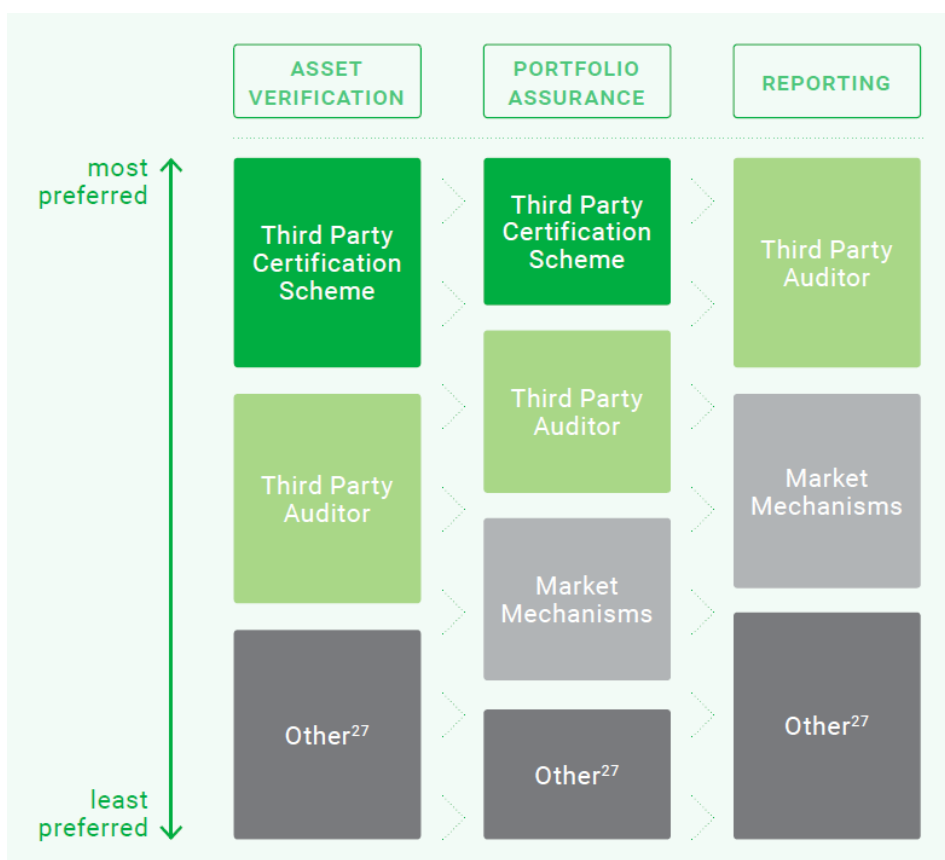 ASSET
VERIFICATION
PORTFOLIO
ASSURANCE
REPORTING
most
preferred
least
preferred
Third Party
Certification
Scheme
Third Party
Auditor
Other27
Third Party
Certification
Scheme
Third Party
Auditor
Market
Mechanisms
Other27
Third Party
Auditor
Market
Mechanisms
Other27